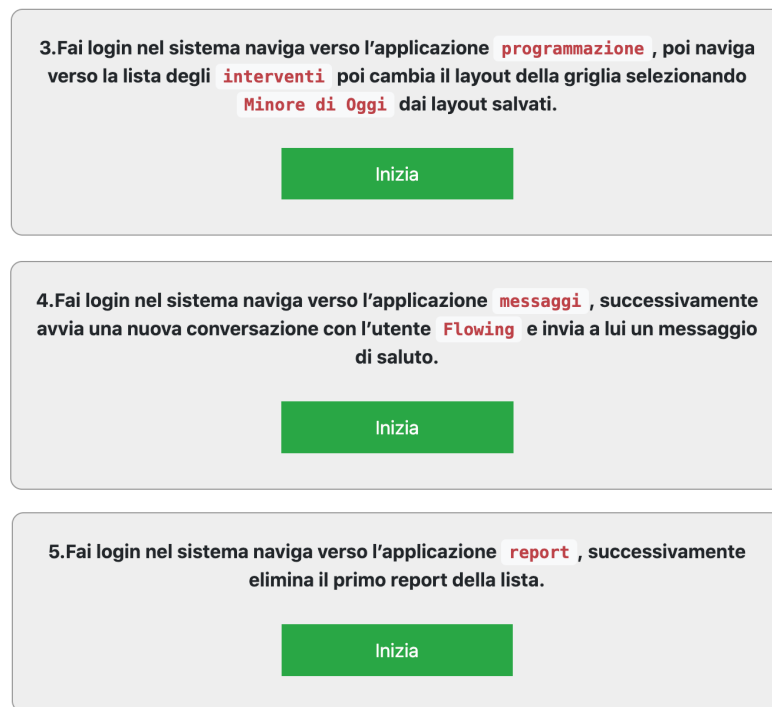 3.Fai login nel sistema naviga verso l’applicazione programmazione, poi naviga
verso la lista degli interventi poi cambia il layout della griglia selezionando
Minore di Oggi dai layout salvati.
Inizia
4.Fai login nel sistema naviga verso l’applicazione messaggi, successivamente
avvia una nuova conversazione con l’utente Flowing e invia a lui un messaggio
di saluto.
Inizia
5.Fai login nel sistema naviga verso l’applicazione report, successivamente
elimina il primo report della lista.
Inizia